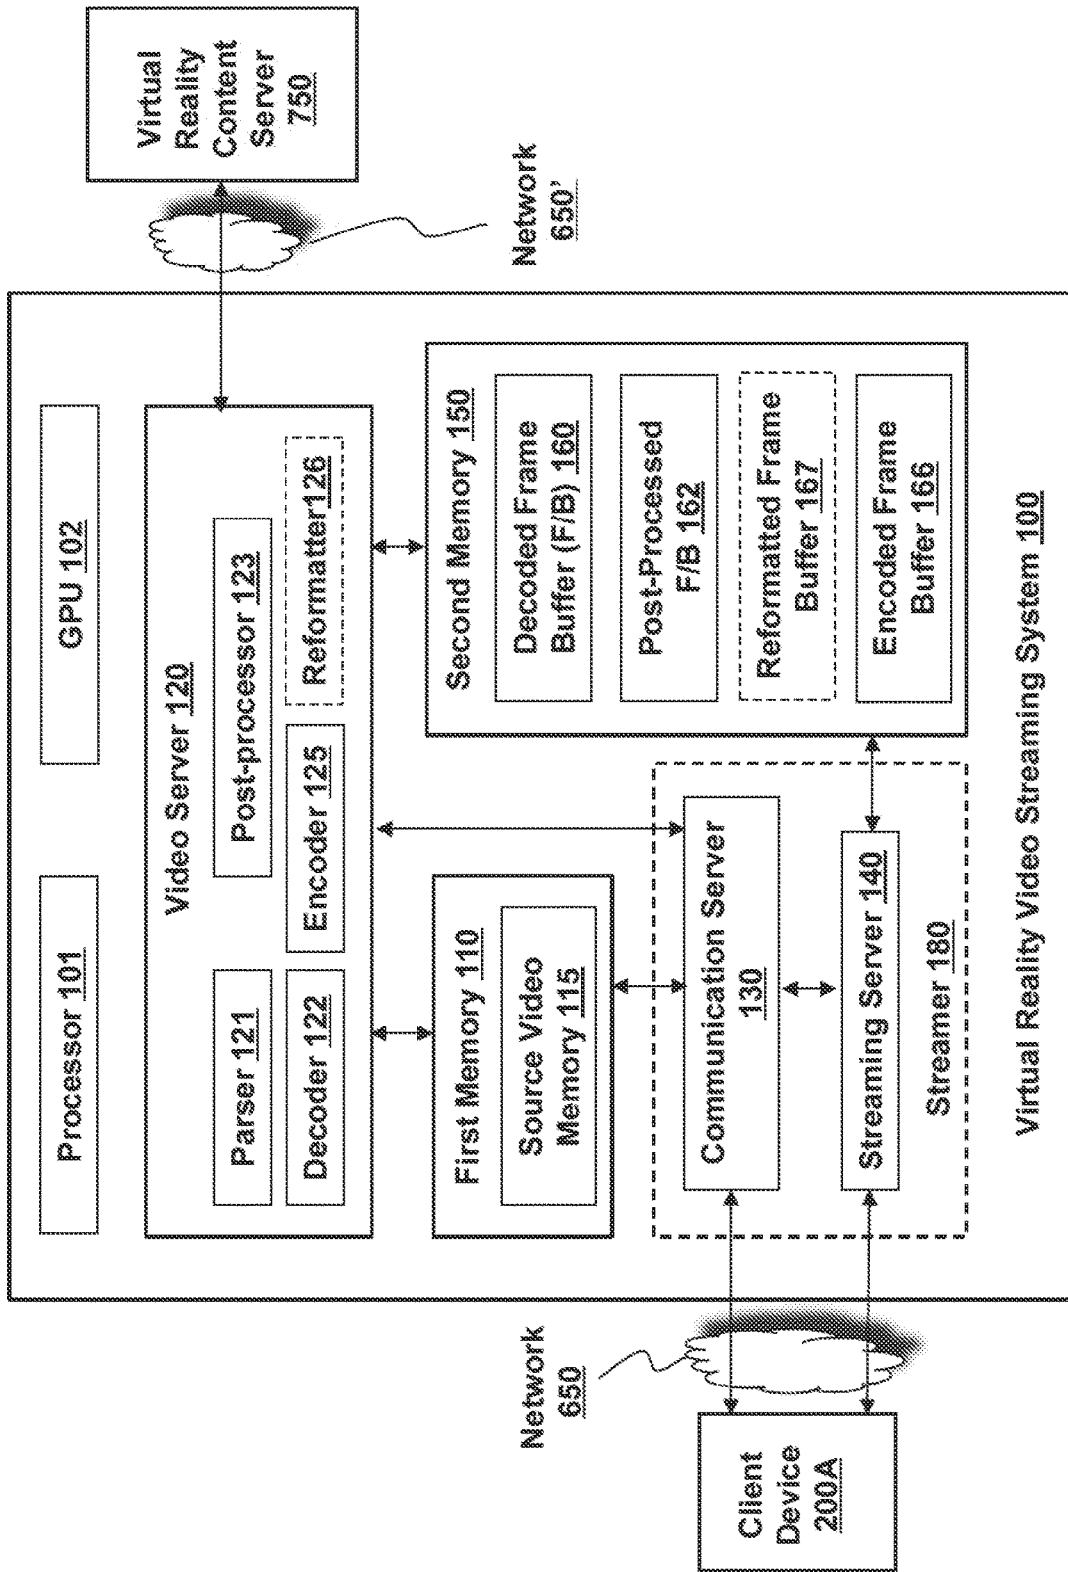 Processor 101
GPU 102
Video Server 120
Parser 121
Post-processor 123
Decoder 122
Encoder 125
Reformatter126
First Memory 110
Source Video
Memory 115
Second Memory 150
Decoded Frame
Buffer (F/B) 160
Post-Processed
F/B 162
Reformatted Frame
Buffer 167
Encoded Frame
Buffer 166
Communication Server
130
Streaming Server 140
Streamer 180
Virtual Reality Video Streaming System 100
Network
650
Client
Device
200A
Virtual
Reality
Content
Server
750
Network
650'